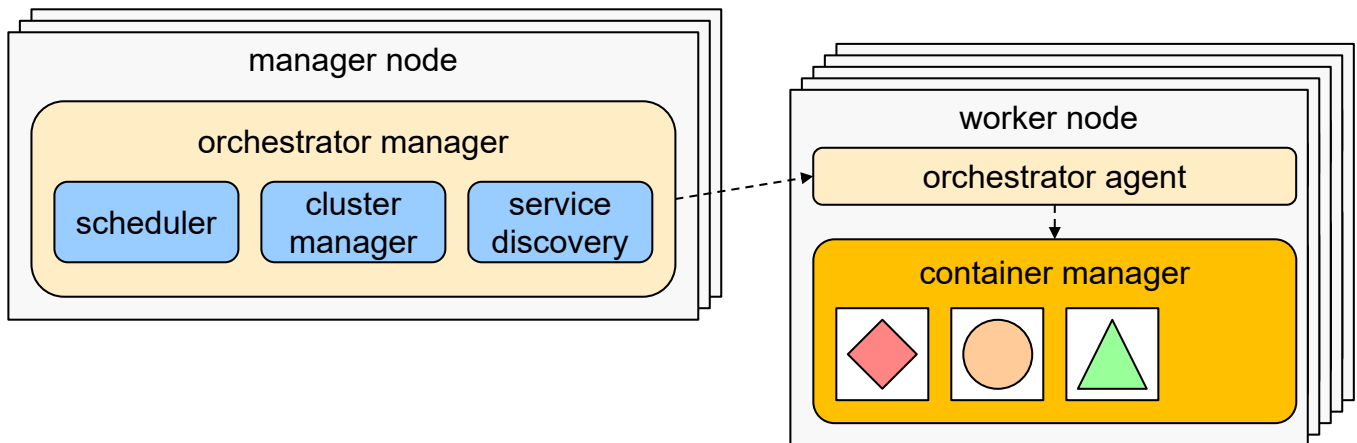 manager node
orchestrator manager
scheduler
cluster
manager
service
discovery
worker node
orchestrator agent
container manager